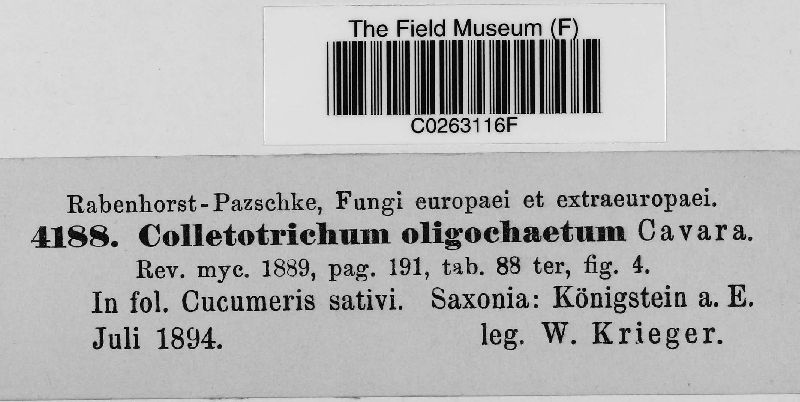 The Field Museum (F)
C0263116F
Rabenhorst-Pazschke, Fungi europaei et extraeuropaei.
4188. Colletotrichum oligochaetum Cavara.
Rev. myc. 1889, pag. 191, tab. 88 ter, fig. 4.
In fol. Cucumeris sativi. Saxonia: Königstein a. E.
Juli 1894. leg. W. Krieger.